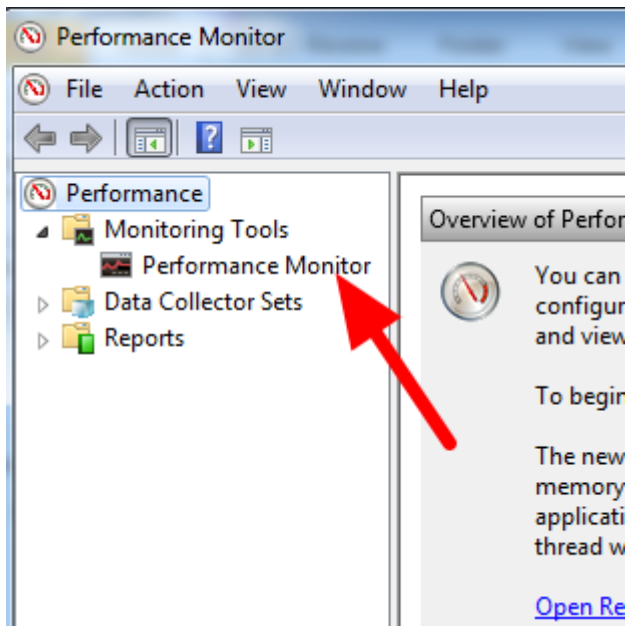 Performance Monitor
File Action View Window Help
Performance
Monitoring Tools
Performance Monitor
Data Collector Sets
Reports
Overview of Perfor
You can
configur
and view
To begin
The new
memory
applicati
thread w
Open Re